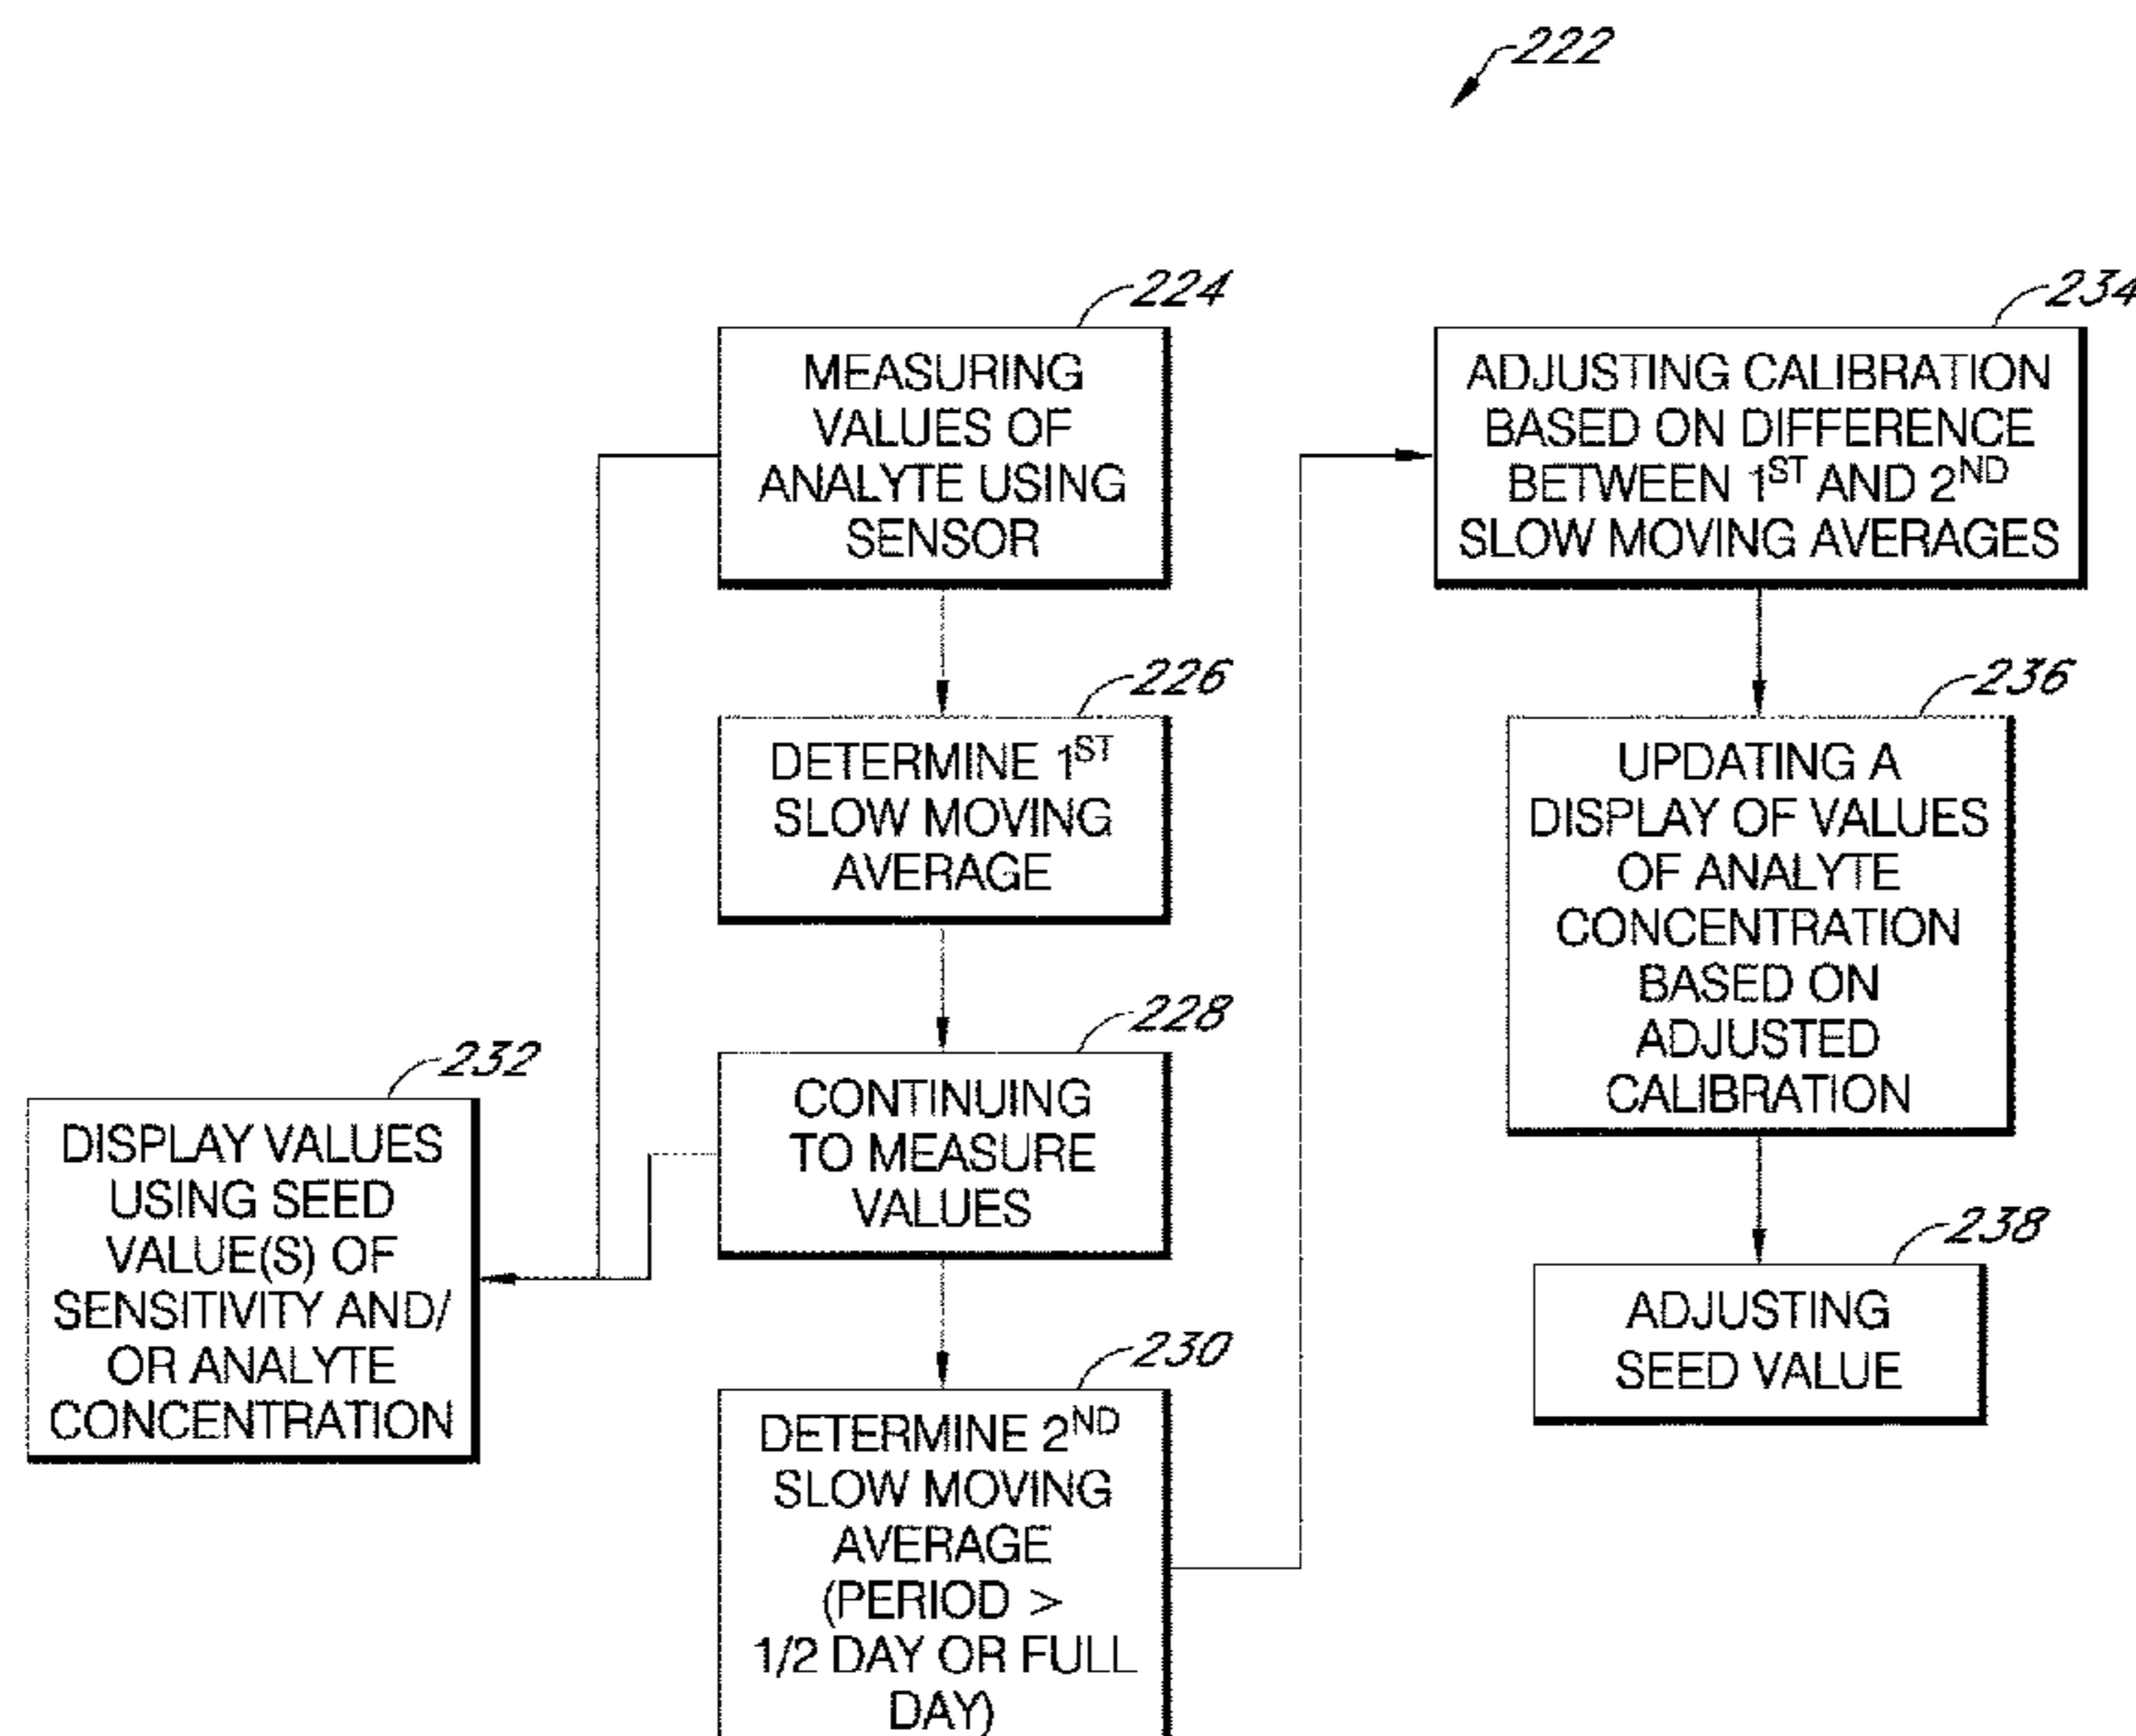 222
224
MEASURING
VALUES OF
ANALYTE USING
SENSOR
226
DETERMINE 1ST
SLOW MOVING
AVERAGE
228
CONTINUING
TO MEASURE
VALUES
230
DETERMINE 2ND
SLOW MOVING
AVERAGE
(PERIOD >
1/2 DAY OR FULL
DAY)
232
DISPLAY VALUES
USING SEED
VALUE(S) OF
SENSITIVITY AND/
OR ANALYTE
CONCENTRATION
234
ADJUSTING CALIBRATION
BASED ON DIFFERENCE
BETWEEN 1ST AND 2ND
SLOW MOVING AVERAGES
236
UPDATING A
DISPLAY OF VALUES
OF ANALYTE
CONCENTRATION
BASED ON
ADJUSTED
CALIBRATION
238
ADJUSTING
SEED VALUE